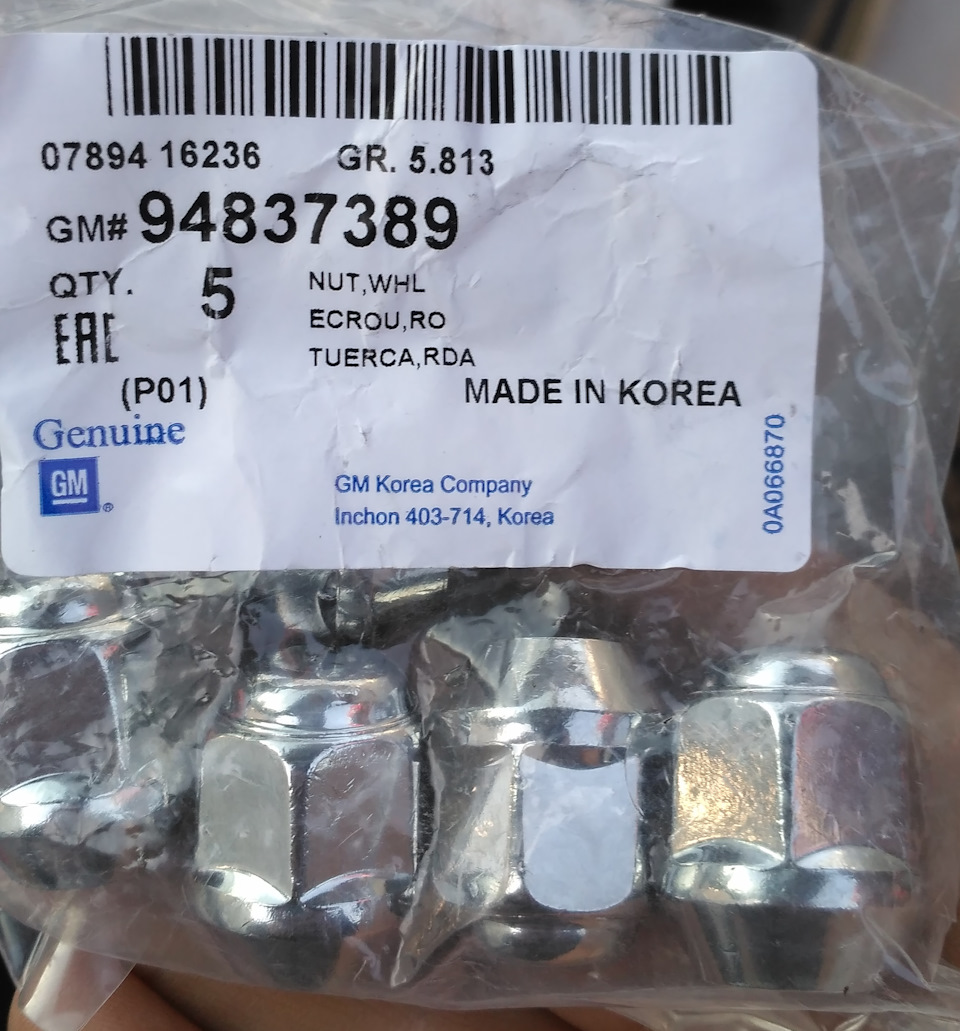 07894 16236 GR. 5.813
GM# 94837389
QTY. 5 NUT,WHL
ECROU,RO
EAC TUERCA,RDA
(P01) MADE IN KOREA
Genuine
GM ®
GM Korea Company
Inchon 403-714, Korea
0A066870